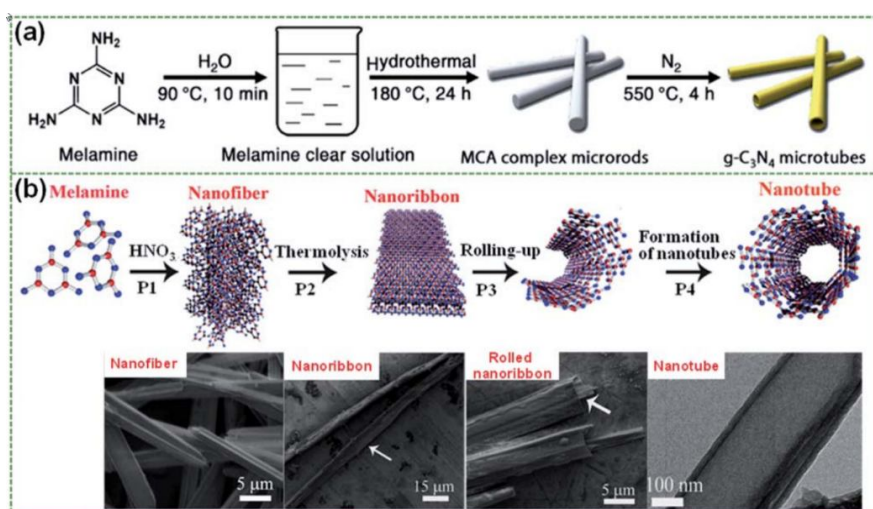 (a)
NH₂
N
N
H₂N
N
NH₂
Melamine
H₂O
90 °C, 10 min
Melamine clear solution
Hydrothermal
180 °C, 24 h
MCA complex microrods
N₂
550 °C, 4 h
g-C₃N₄ microtubes
(b)
Melamine
HNO₃
P1
Nanofiber
Thermolysis
P2
Nanoribbon
Rolling-up
P3
Formation
of nanotubes
P4
Nanotube
Nanofiber
5 μm
Nanoribbon
15 μm
Rolled
nanoribbon
5 μm
Nanotube
100 nm